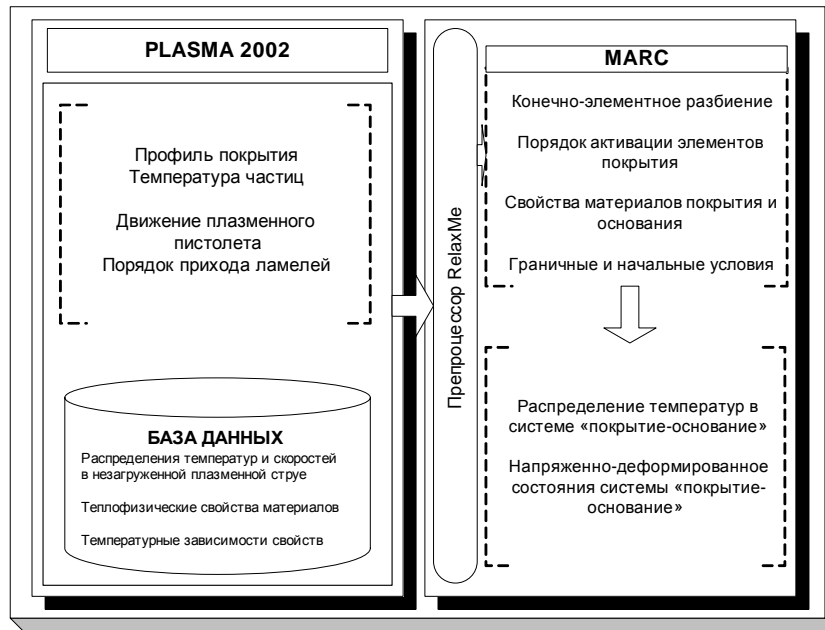 PLASMA 2002
Профиль покрытия
Температура частиц
Движение плазменного
пистолета
Порядок прихода ламелей
БАЗА ДАННЫХ
Распределения температур и скоростей
в незагруженной плазменной струе
Теплофизические свойства материалов
Температурные зависимости свойств
Препроцессор RelaxMe
MARC
Конечно-элементное разбиение
Порядок активации элементов
покрытия
Свойства материалов покрытия и
основания
Граничные и начальные условия
Распределение температур в
системе «покрытие-основание»
Напряженно-деформированное
состояния системы «покрытие-
основание»